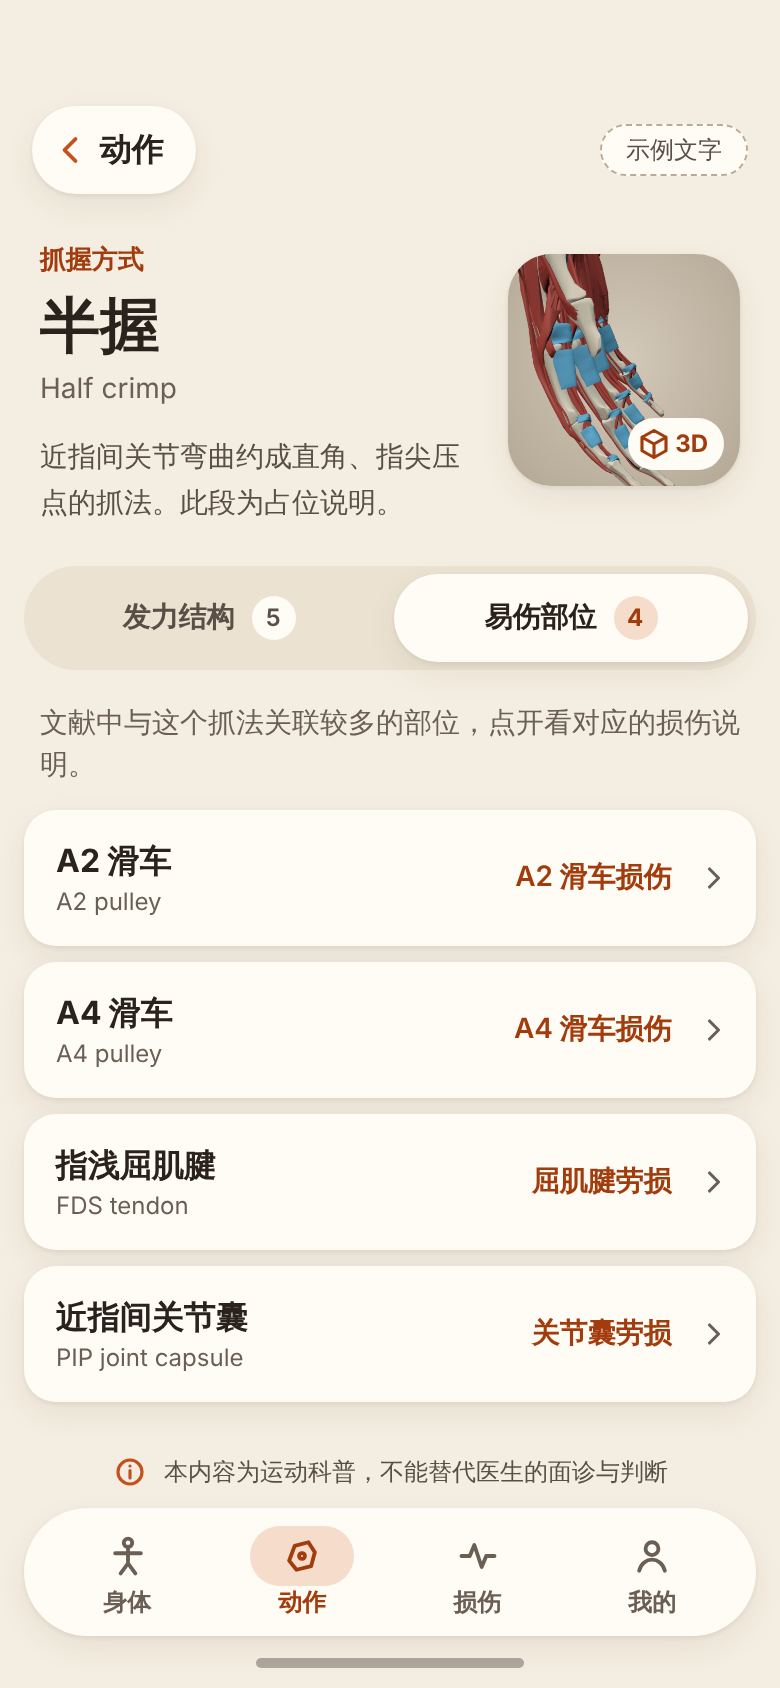 动作
示例文字
抓握方式
半握
Half crimp
近指间关节弯曲约成直角、指尖压
点的抓法。此段为占位说明。
3D
发力结构 5
易伤部位 4
文献中与这个抓法关联较多的部位，点开看对应的损伤说
明。
A2 滑车
A2 pulley
A2 滑车损伤
A4 滑车
A4 pulley
A4 滑车损伤
指浅屈肌腱
FDS tendon
屈肌腱劳损
近指间关节囊
PIP joint capsule
关节囊劳损
本内容为运动科普，不能替代医生的面诊与判断
身体
动作
损伤
我的